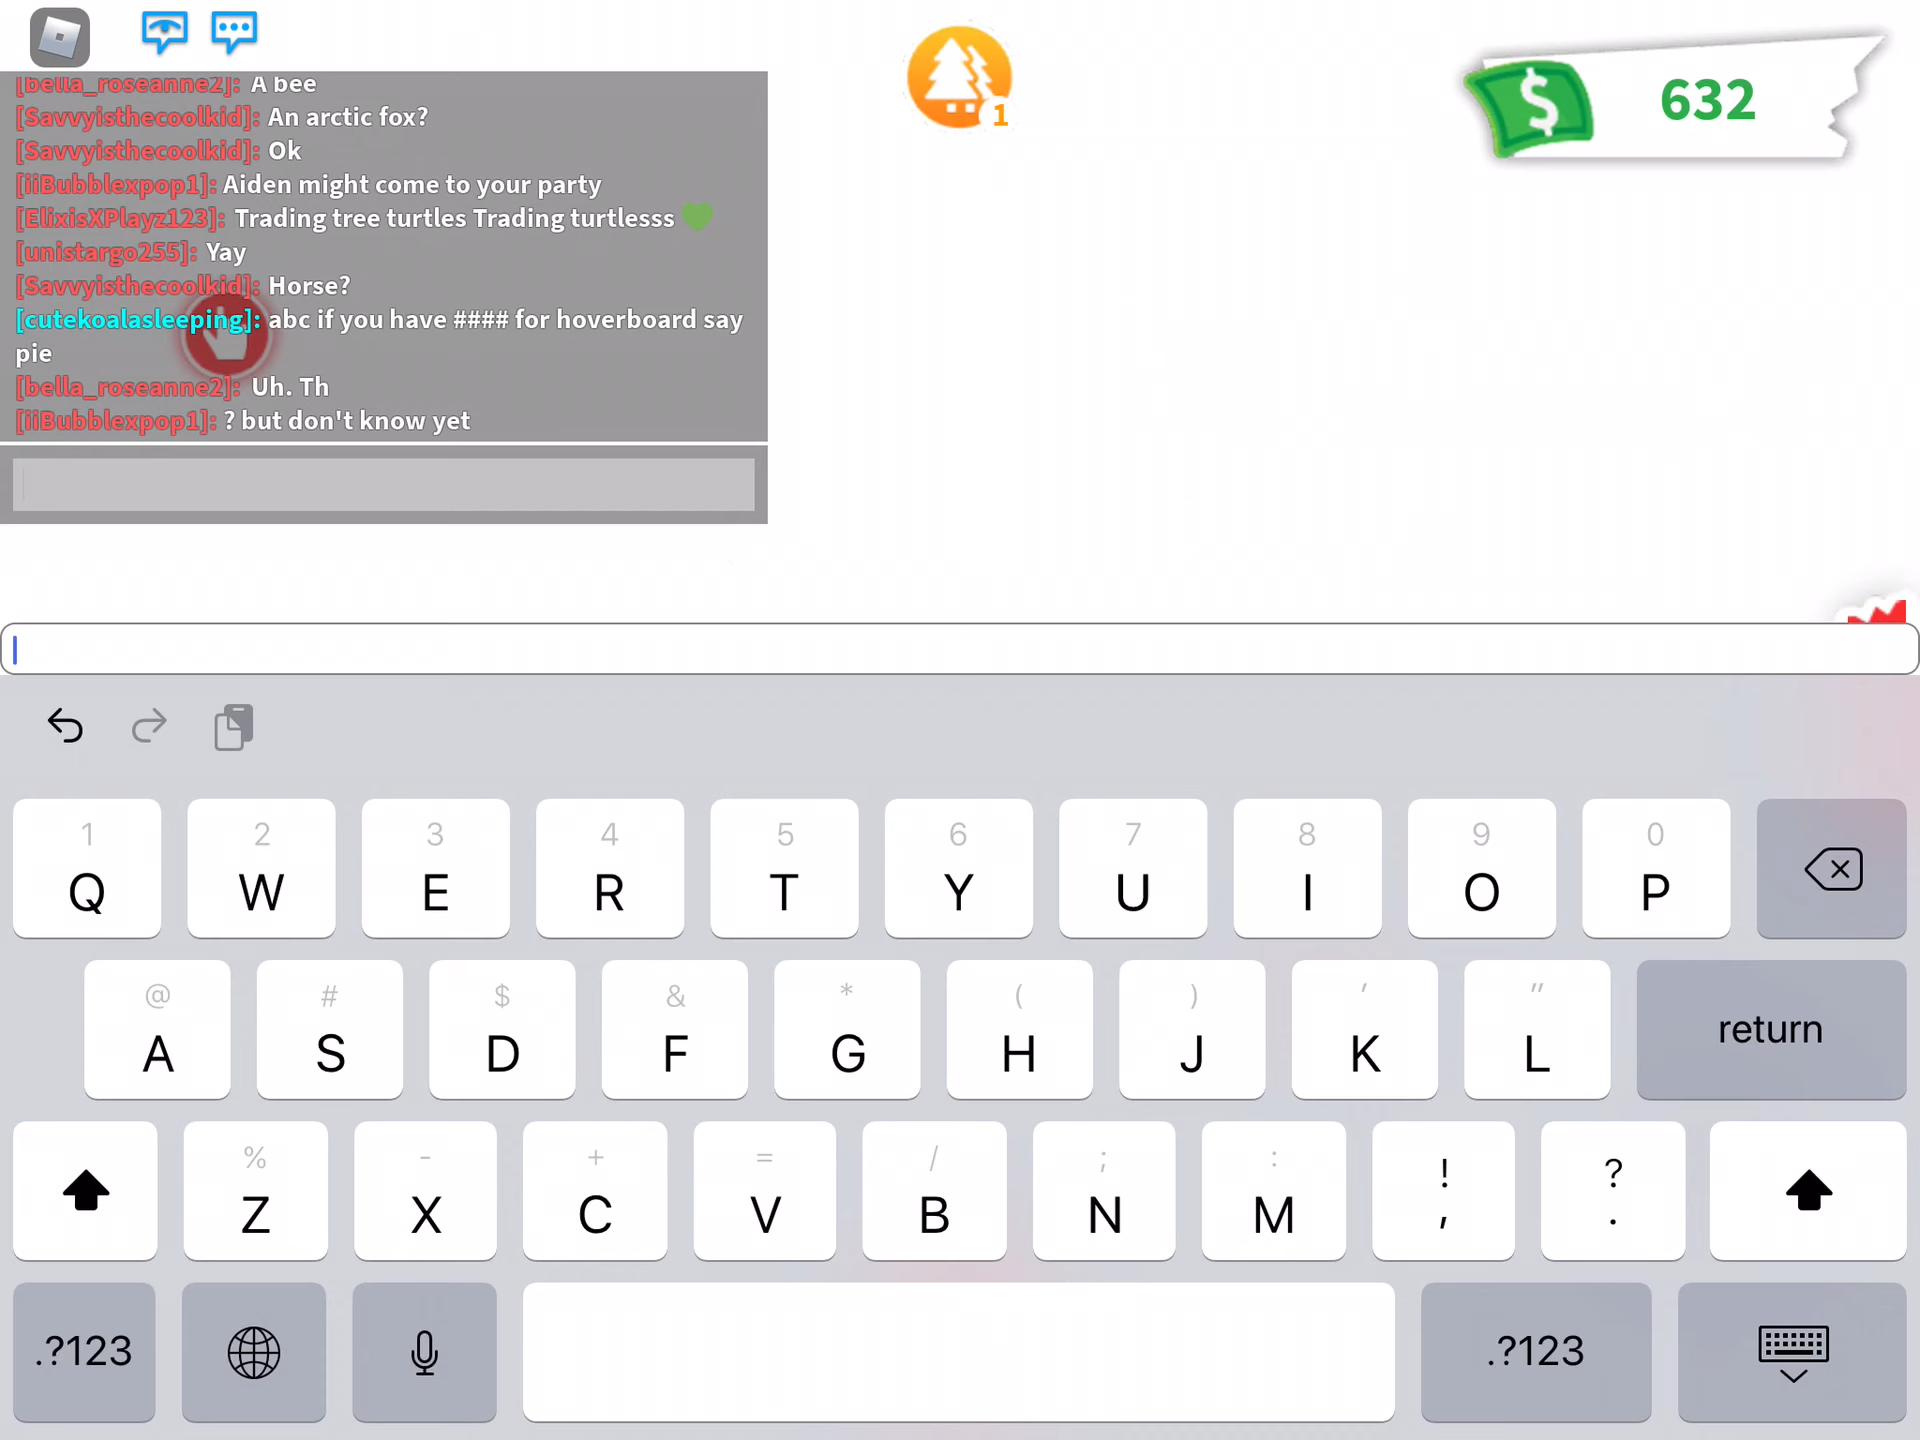 [bella_roseanne2]: A bee
[Savvyisthecoolkid]: An arctic fox?
[Savvyisthecoolkid]: Ok
[iiBubblexpop1]: Aiden might come to your party
[ElixisXPlayz123]: Trading tree turtles Trading turtlesss 💚
[unistargo255]: Yay
[Savvyisthecoolkid]: Horse?
[cutekoalasleeping]: abc if you have #### for hoverboard say
pie
[bella_roseanne2]: Uh. Th
[iiBubblexpop1]: ? but don't know yet
1
$ 632
1 2 3 4 5 6 7 8 9 0
Q W E R T Y U I O P
@ # $ & * ( ) ' "
A S D F G H J K L return
% - + = / ; : ! ?
Z X C V B N M , .
.?123 .?123